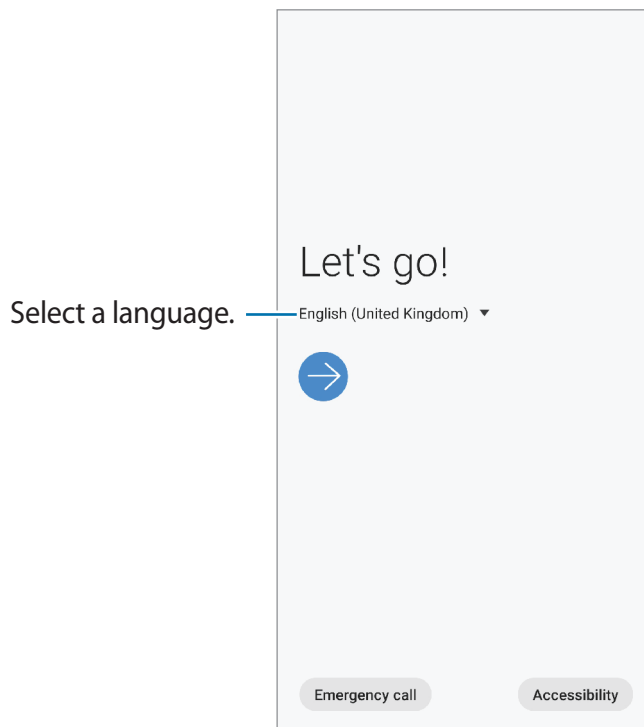 Let's go!
Select a language.
English (United Kingdom)
Emergency call
Accessibility